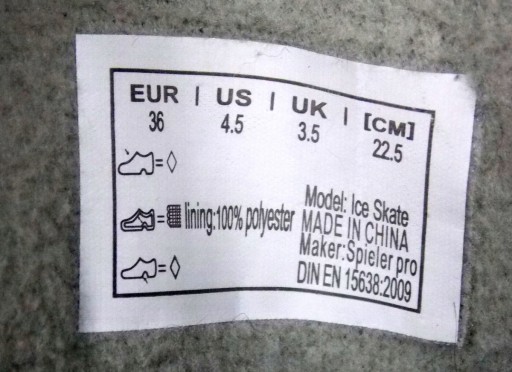 EUR | US | UK | [CM]
36 4.5 3.5 22.5
=◊
= lining:100% polyester
=◊
Model: Ice Skate
MADE IN CHINA
Maker:Spieler pro
DIN EN 15638:2009